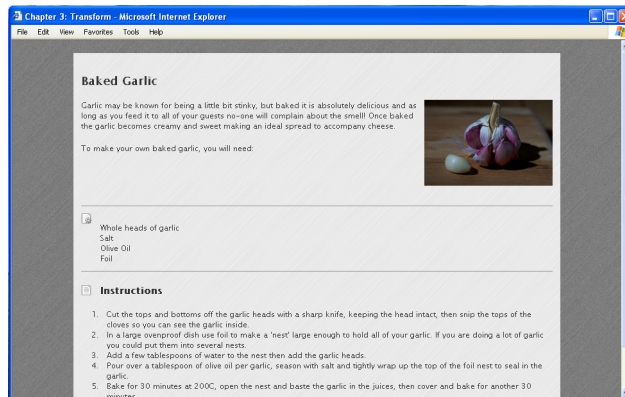 Chapter 3: Transform - Microsoft Internet Explorer
File Edit View Favorites Tools Help
Baked Garlic
Garlic may be known for being a little bit stinky, but baked it is absolutely delicious and as
long as you feed it to all of your guests no-one will complain about the smell! Once baked
the garlic becomes creamy and sweet making an ideal spread to accompany cheese.
To make your own baked garlic, you will need:
Whole heads of garlic
Salt
Olive Oil
Foil
Instructions
1. Cut the tops and bottoms off the garlic heads with a sharp knife, keeping the head intact, then snip the tops of the
cloves so you can see the garlic inside.
2. In a large ovenproof dish use foil to make a 'nest' large enough to hold all of your garlic. If you are doing a lot of garlic
you could put them into several nests.
3. Add a few tablespoons of water to the nest then add the garlic heads.
4. Pour over a tablespoon of olive oil per garlic, season with salt and tightly wrap up the top of the foil nest to seal in the
garlic.
5. Bake for 30 minutes at 200C, open the nest and baste the garlic in the juices, then cover and bake for another 30
minutes